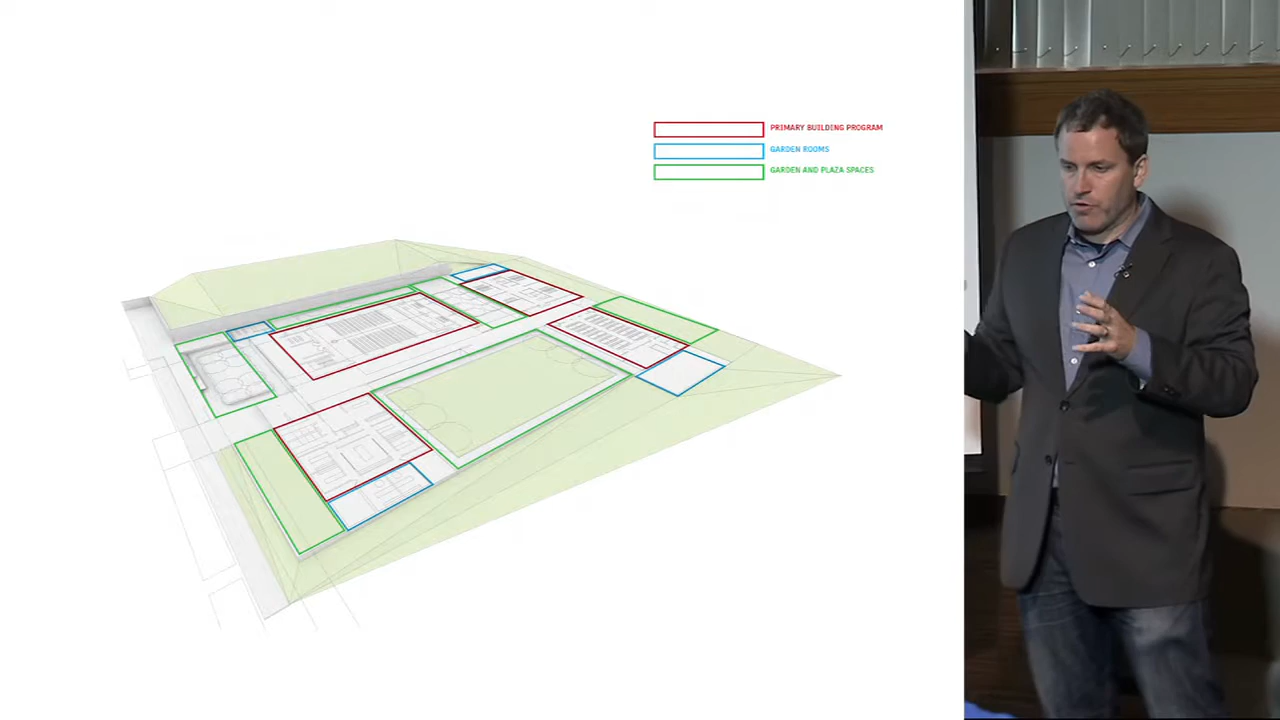 PRIMARY BUILDING PROGRAM
GARDEN ROOMS
GARDEN AND PLAZA SPACES